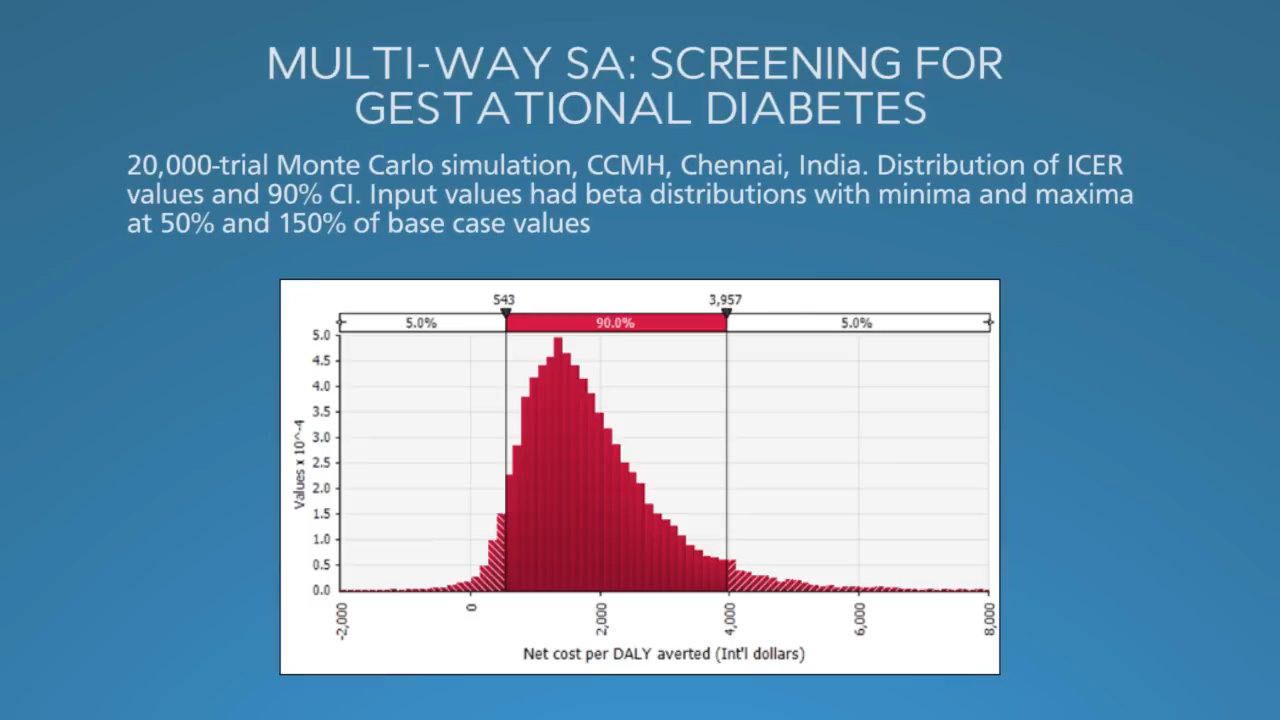 MULTI-WAY SA: SCREENING FOR
GESTATIONAL DIABETES
20,000-trial Monte Carlo simulation, CCMH, Chennai, India. Distribution of ICER
values and 90% CI. Input values had beta distributions with minima and maxima
at 50% and 150% of base case values
543 3,957
5.0% 90.0% 5.0%
5.0
4.5
4.0
3.5
3.0
2.5
2.0
1.5
1.0
0.5
0.0
Values x 10^-4
-2,000 0 2,000 4,000 6,000 8,000
Net cost per DALY averted (Int'l dollars)